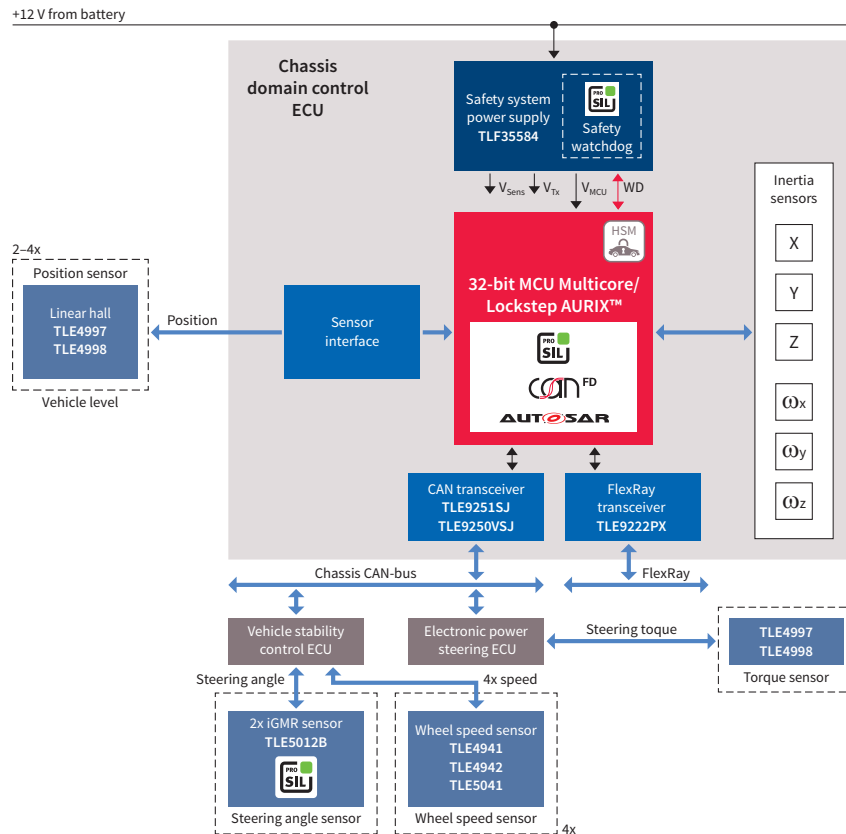 +12 V from battery
Chassis
domain control
ECU
Safety system
power supply
TLF35584
PRO
SIL
Safety
watchdog
VSens
VTx
VMCU
WD
HSM
32-bit MCU Multicore/
Lockstep AURIX™
PRO
SIL
CAN FD
AUTOSAR
Inertia
sensors
X
Y
Z
ωx
ωy
ωz
2–4x
Position sensor
Linear hall
TLE4997
TLE4998
Vehicle level
Position
Sensor
interface
CAN transceiver
TLE9251SJ
TLE9250VSJ
FlexRay
transceiver
TLE9222PX
Chassis CAN-bus
FlexRay
Vehicle stability
control ECU
Electronic power
steering ECU
Steering toque
TLE4997
TLE4998
Torque sensor
Steering angle
4x speed
2x iGMR sensor
TLE5012B
PRO
SIL
Steering angle sensor
Wheel speed sensor
TLE4941
TLE4942
TLE5041
Wheel speed sensor
4x